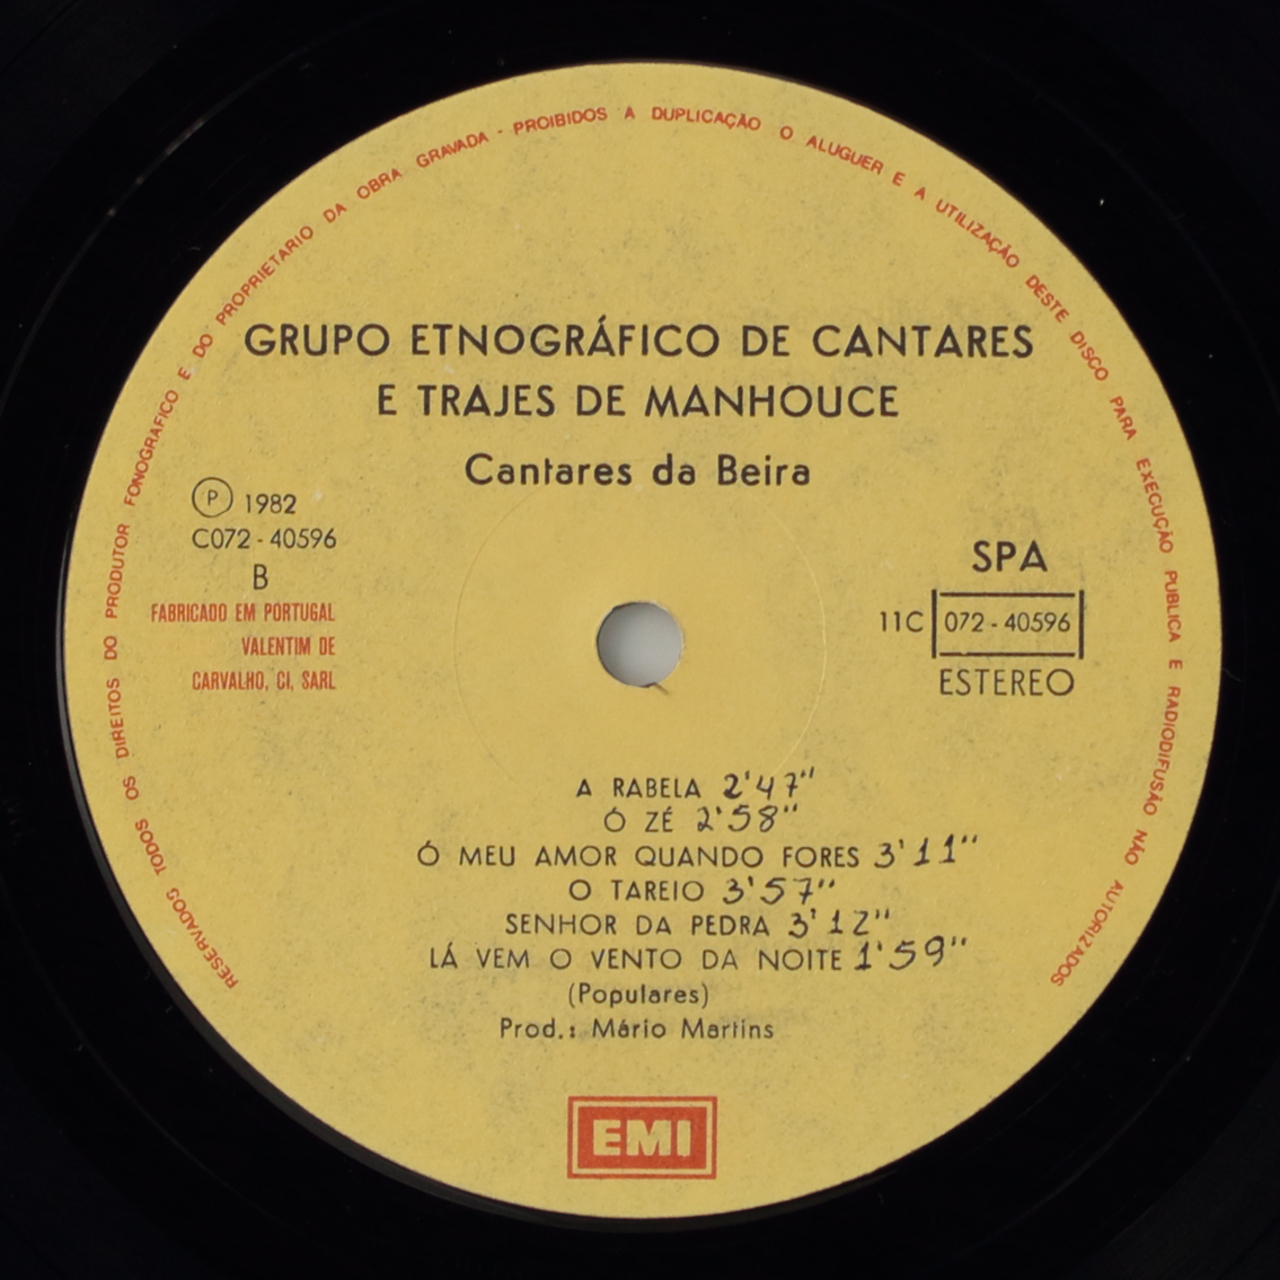 RESERVADOS TODOS OS DIREITOS DO PRODUTOR FONOGRAFICO E DO PROPRIETARIO DA OBRA GRAVADA - PROIBIDOS A DUPLICAÇÃO O ALUGUER E A UTILIZAÇÃO DESTE DISCO PARA EXECUÇÃO PUBLICA E RADIODIFUSÃO NÃO AUTORIZADOS
GRUPO ETNOGRÁFICO DE CANTARES
E TRAJES DE MANHOUCE
Cantares da Beira
Ⓟ 1982
C072 - 40596
B
FABRICADO EM PORTUGAL
VALENTIM DE
CARVALHO, CI, SARL
SPA
11C 072 - 40596
ESTEREO
A RABELA 2'47"
Ó ZÉ 2'58"
Ó MEU AMOR QUANDO FORES 3'11"
O TAREIO 3'57"
SENHOR DA PEDRA 3'12"
LÁ VEM O VENTO DA NOITE 1'59"
(Populares)
Prod.: Mário Martins
EMI